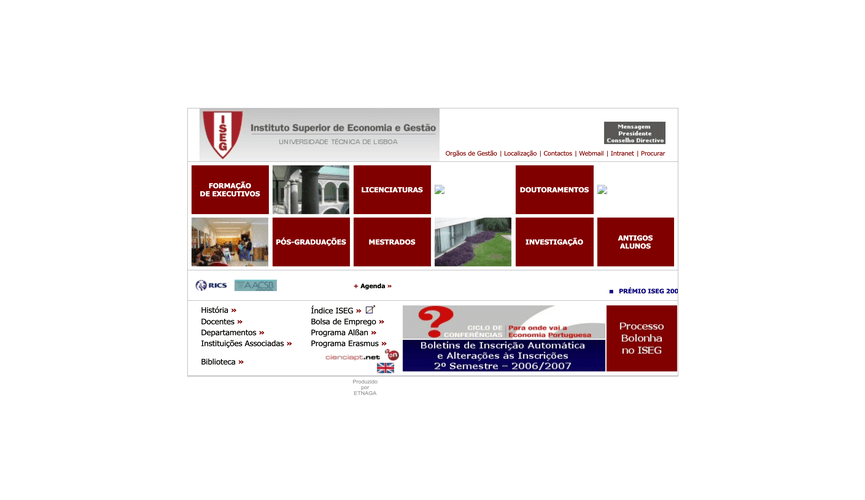 ISEG
Instituto Superior de Economia e Gestão
UNIVERSIDADE TÉCNICA DE LISBOA
Mensagem
Presidente
Conselho Directivo
Orgãos de Gestão | Localização | Contactos | Webmail | Intranet | Procurar
FORMAÇÃO
DE EXECUTIVOS
LICENCIATURAS
DOUTORAMENTOS
PÓS-GRADUAÇÕES
MESTRADOS
INVESTIGAÇÃO
ANTIGOS
ALUNOS
RICS
AACSB
Agenda »
PRÉMIO ISEG 200
História »
Docentes »
Departamentos »
Instituições Associadas »
Biblioteca »
Índice ISEG »
Bolsa de Emprego »
Programa Alßan »
Programa Erasmus »
cienciapt.net
on
?
CICLO DE
CONFERÊNCIAS
Para onde vai a
Economia Portuguesa
Boletins de Inscrição Automática
e Alterações às Inscrições
2º Semestre - 2006/2007
Processo
Bolonha
no ISEG
Produzido
por
ETNAGA